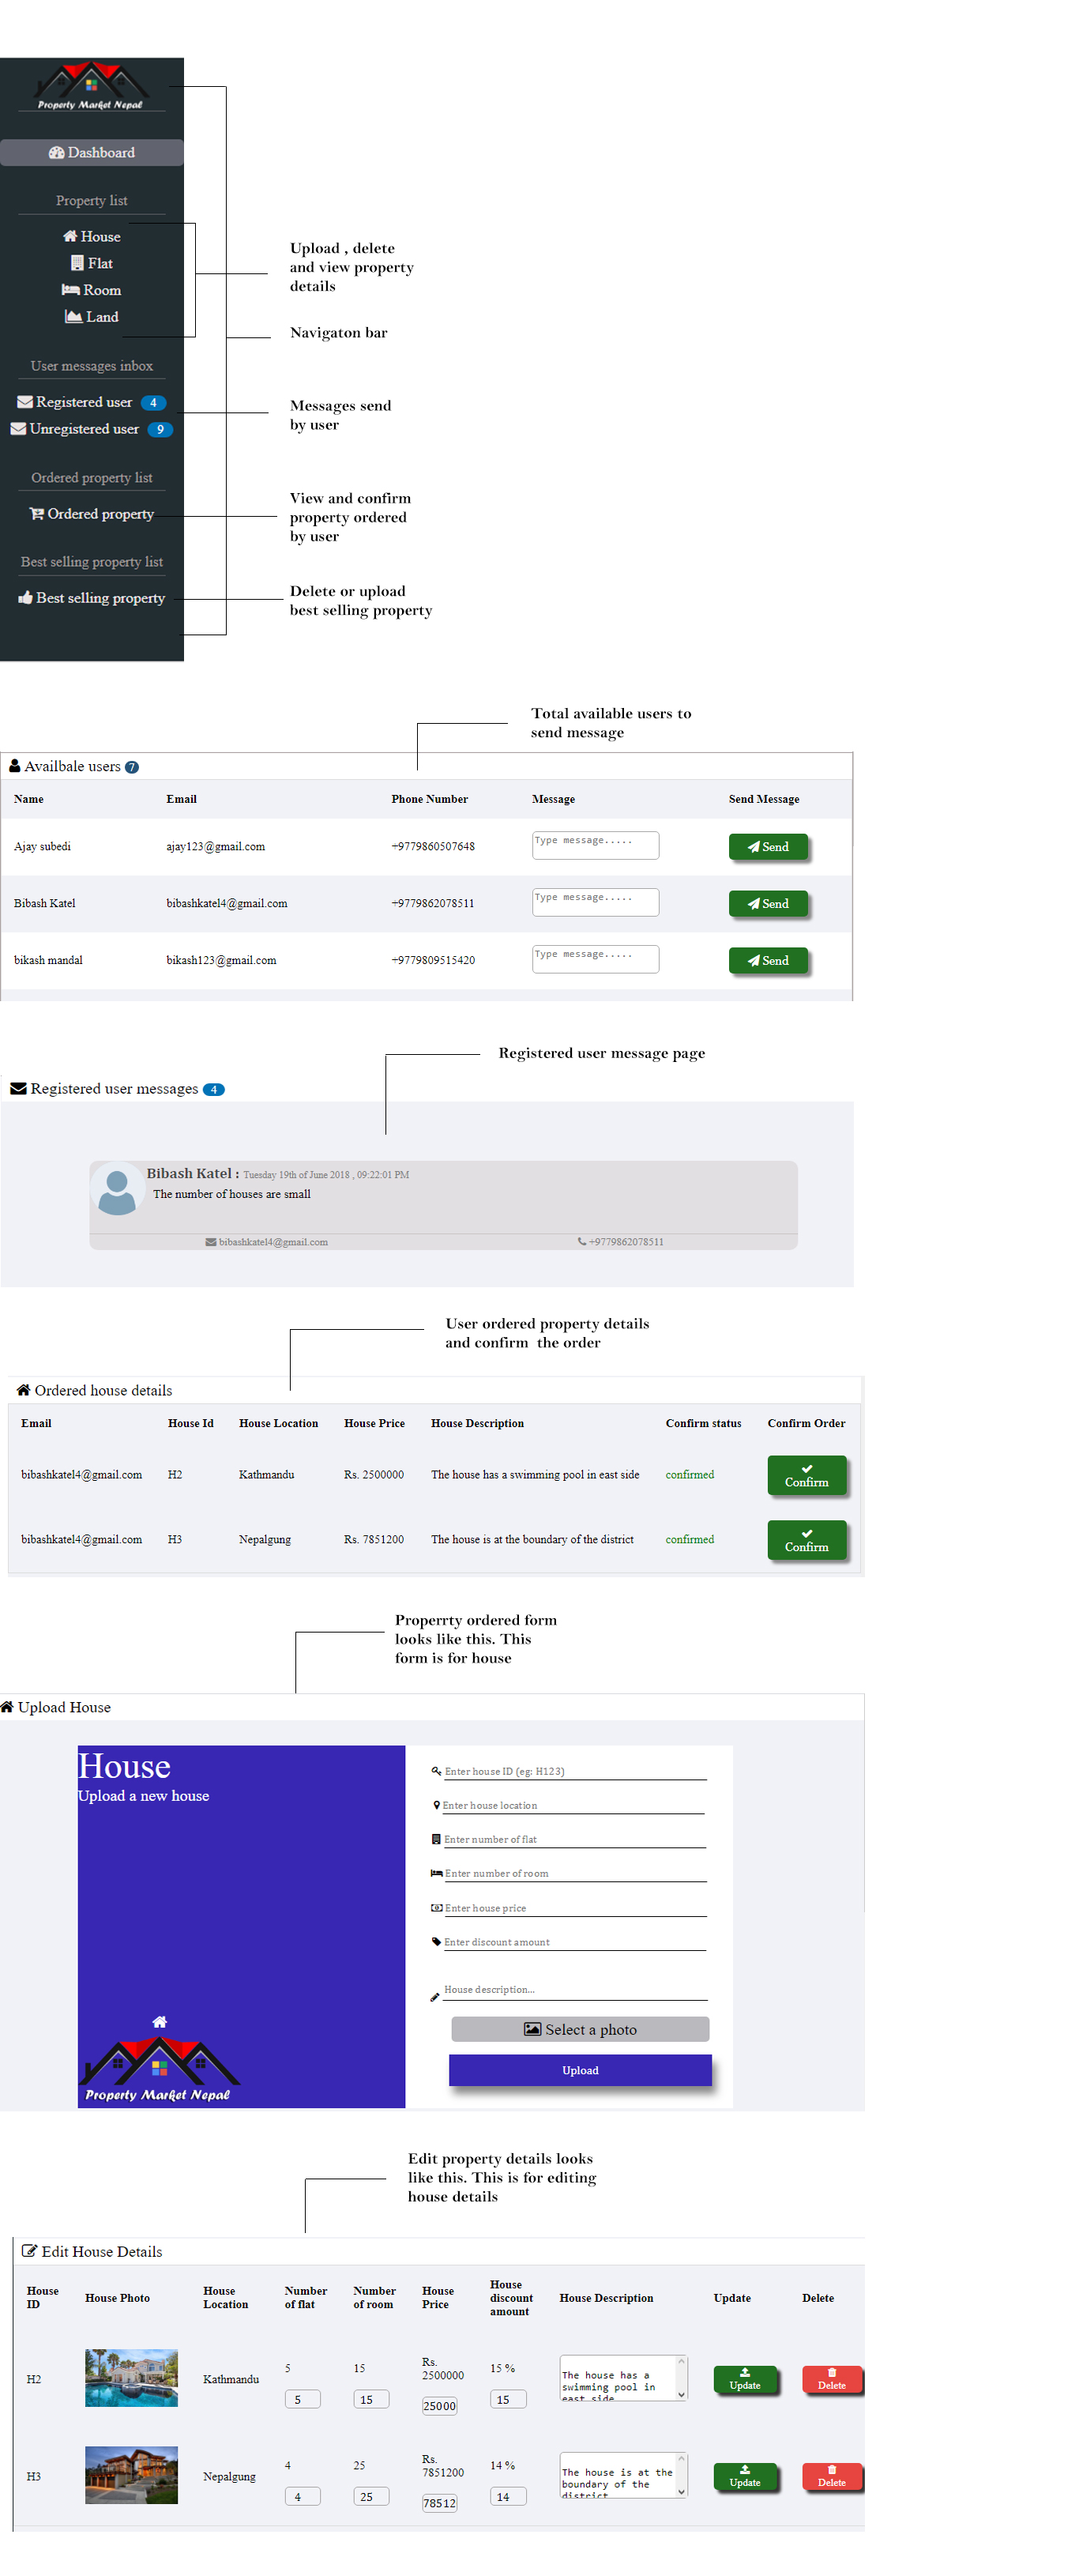 Property Market Nepal
Dashboard
Property list
House
Flat
Room
Land
User messages inbox
Registered user 4
Unregistered user 9
Ordered property list
Ordered property
Best selling property list
Best selling property
Upload , delete
and view property
details
Navigaton bar
Messages send
by user
View and confirm
property ordered
by user
Delete or upload
best selling property
Total available users to
send message
Availbale users 7
Name Email Phone Number Message Send Message
Ajay subedi ajay123@gmail.com +9779860507648 Type message..... Send
Bibash Katel bibashkatel4@gmail.com +9779862078511 Type message..... Send
bikash mandal bikash123@gmail.com +9779809515420 Type message..... Send
Registered user message page
Registered user messages 4
Bibash Katel : Tuesday 19th of June 2018 , 09:22:01 PM
The number of houses are small
bibashkatel4@gmail.com +9779862078511
User ordered property details
and confirm the order
Ordered house details
Email House Id House Location House Price House Description Confirm status Confirm Order
bibashkatel4@gmail.com H2 Kathmandu Rs. 2500000 The house has a swimming pool in east side confirmed Confirm
bibashkatel4@gmail.com H3 Nepalgung Rs. 7851200 The house is at the boundary of the district confirmed Confirm
Properrty ordered form
looks like this. This
form is for house
Upload House
House
Upload a new house
Property Market Nepal
Enter house ID (eg: H123)
Enter house location
Enter number of flat
Enter number of room
Enter house price
Enter discount amount
House description...
Select a photo
Upload
Edit property details looks
like this. This is for editing
house details
Edit House Details
House ID House Photo House Location Number of flat Number of room House Price House discount amount House Description Update Delete
H2 Kathmandu 5 15 Rs. 2500000 15 %
5 15 25000 15
The house has a
swimming pool in
east side
Update Delete
H3 Nepalgung 4 25 Rs. 7851200 14 %
4 25 78512 14
The house is at the
boundary of the
district
Update Delete